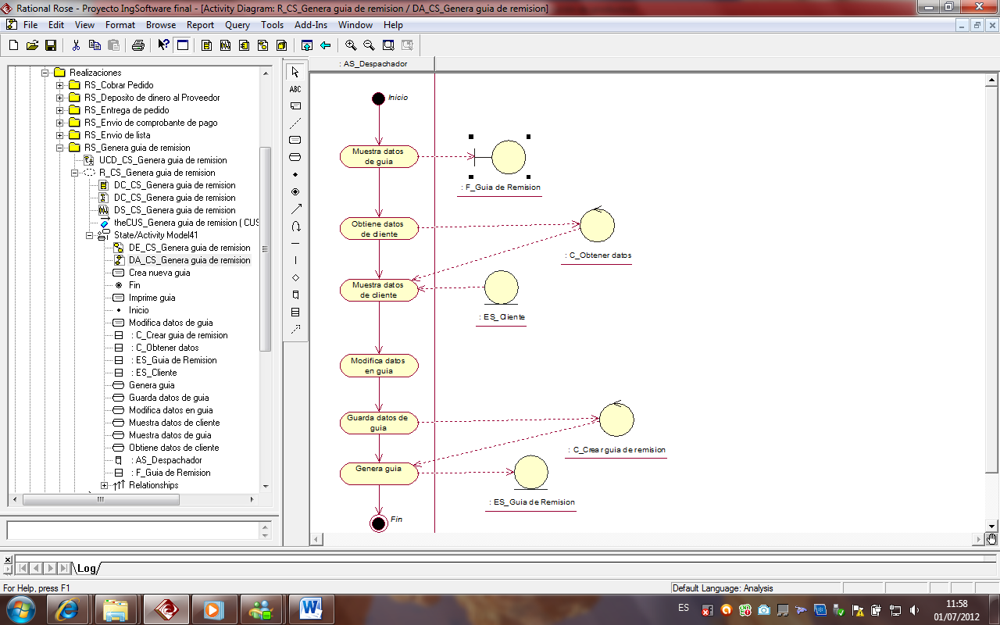 Rational Rose - Proyecto IngSoftware final - [Activity Diagram: R_CS_Genera guia de remision / DA_CS_Genera guia de remision]
File Edit View Format Browse Report Query Tools Add-Ins Window Help
Realizaciones
RS_Cobrar Pedido
RS_Deposito de dinero al Proveedor
RS_Entrega de pedido
RS_Envio de comprobante de pago
RS_Envio de lista
RS_Genera guia de remision
UCD_CS_Genera guia de remision
R_CS_Genera guia de remision
DC_CS_Genera guia de remision
DC_CS_Genera guia de remision
DS_CS_Genera guia de remision
theCUS_Genera guia de remision ( CUS
State/Activity Model41
DE_CS_Genera guia de remision
DA_CS_Genera guia de remision
Crea nueva guia
Fin
Imprime guia
Inicio
Modifica datos de guia
: C_Crear guia de remision
: C_Obtener datos
: ES_Guia de Remision
: ES_Cliente
Genera guia
Guarda datos de guia
Modifica datos en guia
Muestra datos de cliente
Muestra datos de guia
Obtiene datos de cliente
: AS_Despachador
: F_Guia de Remision
Relationships
ABC
: AS_Despachador
Inicio
Muestra datos
de guia
: F_Guia de Remision
Obtiene datos
de cliente
: C_Obtener datos
Muestra datos
de cliente
: ES_Cliente
Modifica datos
en guia
Guarda datos de
guia
: C_Crear guia de remision
Genera guia
: ES_Guia de Remision
Fin
Log
For Help, press F1
Default Language: Analysis
ES
11:58
01/07/2012